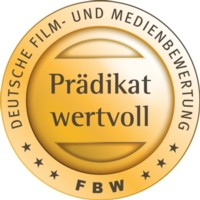 DEUTSCHE FILM- UND MEDIENBEWERTUNG
Prädikat
wertvoll
FBW